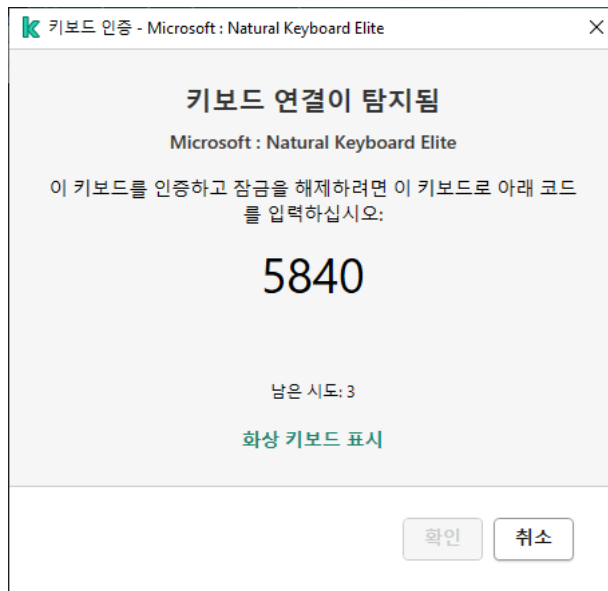 키보드 인증 - Microsoft : Natural Keyboard Elite
키보드 연결이 탐지됨
Microsoft : Natural Keyboard Elite
이 키보드를 인증하고 잠금을 해제하려면 이 키보드로 아래 코드
를 입력하십시오:
5840
남은 시도: 3
화상 키보드 표시
확인 취소